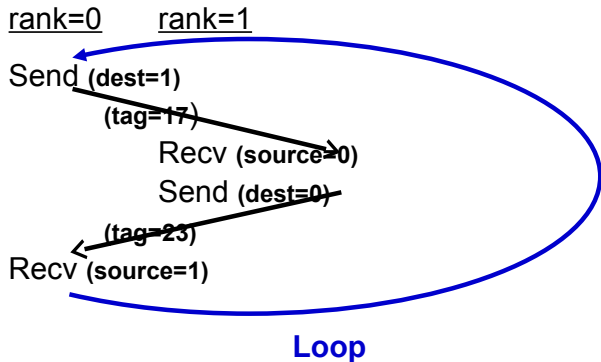 rank=0 rank=1
Send (dest=1)
(tag=17)
Recv (source=0)
Send (dest=0)
(tag=23)
Recv (source=1)
Loop